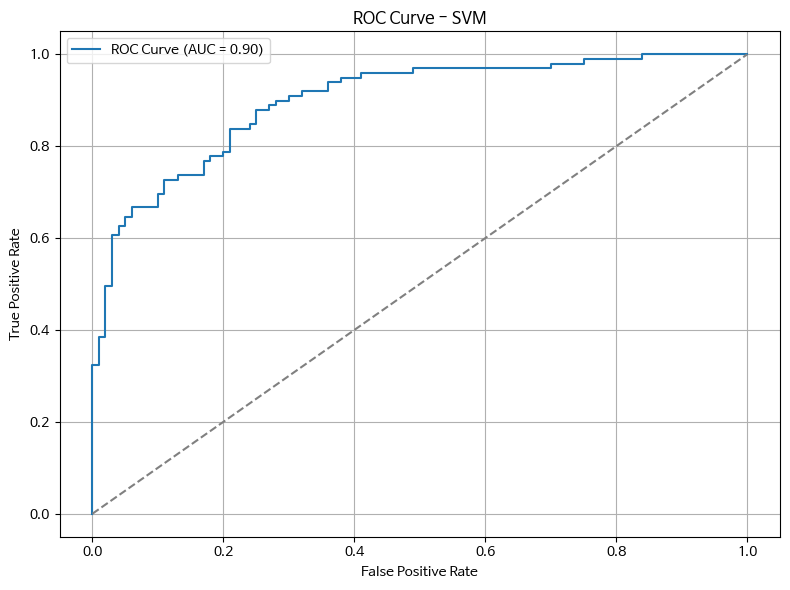 ROC Curve - SVM
ROC Curve (AUC = 0.90)
1.0
0.8
0.6
0.4
0.2
0.0
True Positive Rate
0.0 0.2 0.4 0.6 0.8 1.0
False Positive Rate